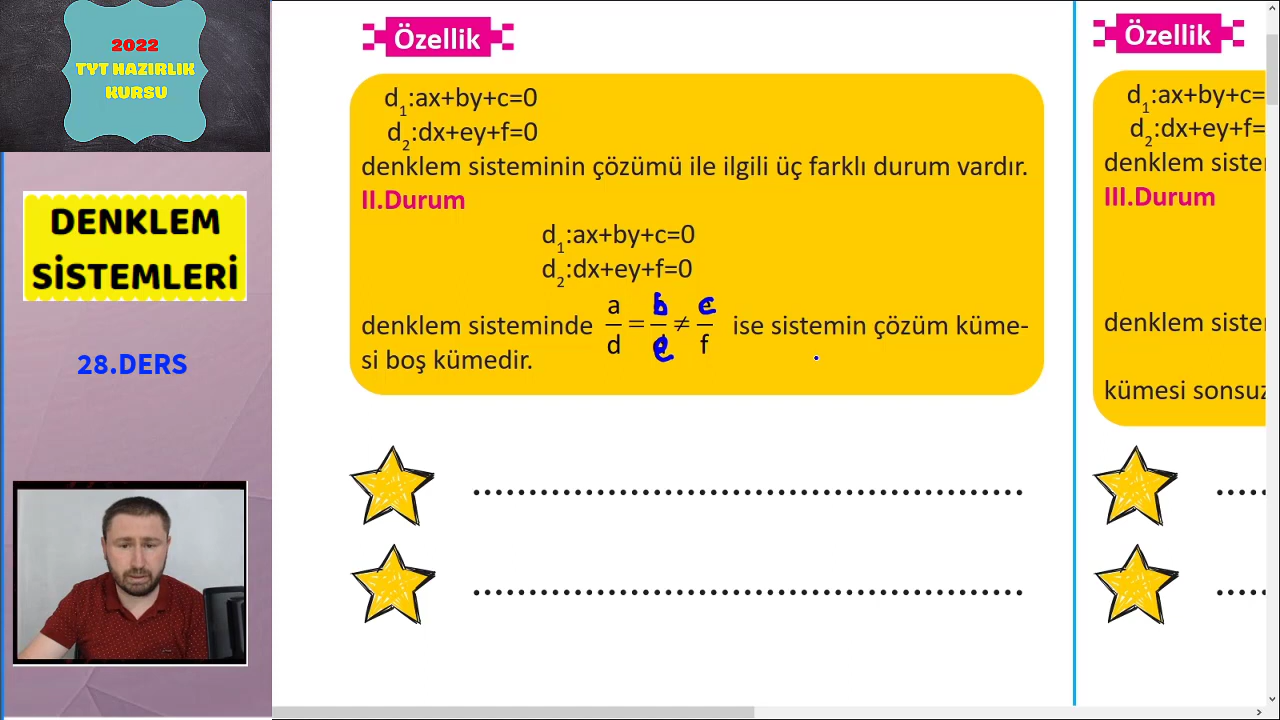 2022
TYT HAZIRLIK
KURSU
DENKLEM
SİSTEMLERİ
28.DERS
Özellik
d1:ax+by+c=0
d2:dx+ey+f=0
denklem sisteminin çözümü ile ilgili üç farklı durum vardır.
II.Durum
d1:ax+by+c=0
d2:dx+ey+f=0
denklem sisteminde a/d = b/e ≠ c/f ise sistemin çözüm küme-
si boş kümedir.
Özellik
d1:ax+by+c=
d2:dx+ey+f=
denklem siste
III.Durum
denklem siste
kümesi sonsuz